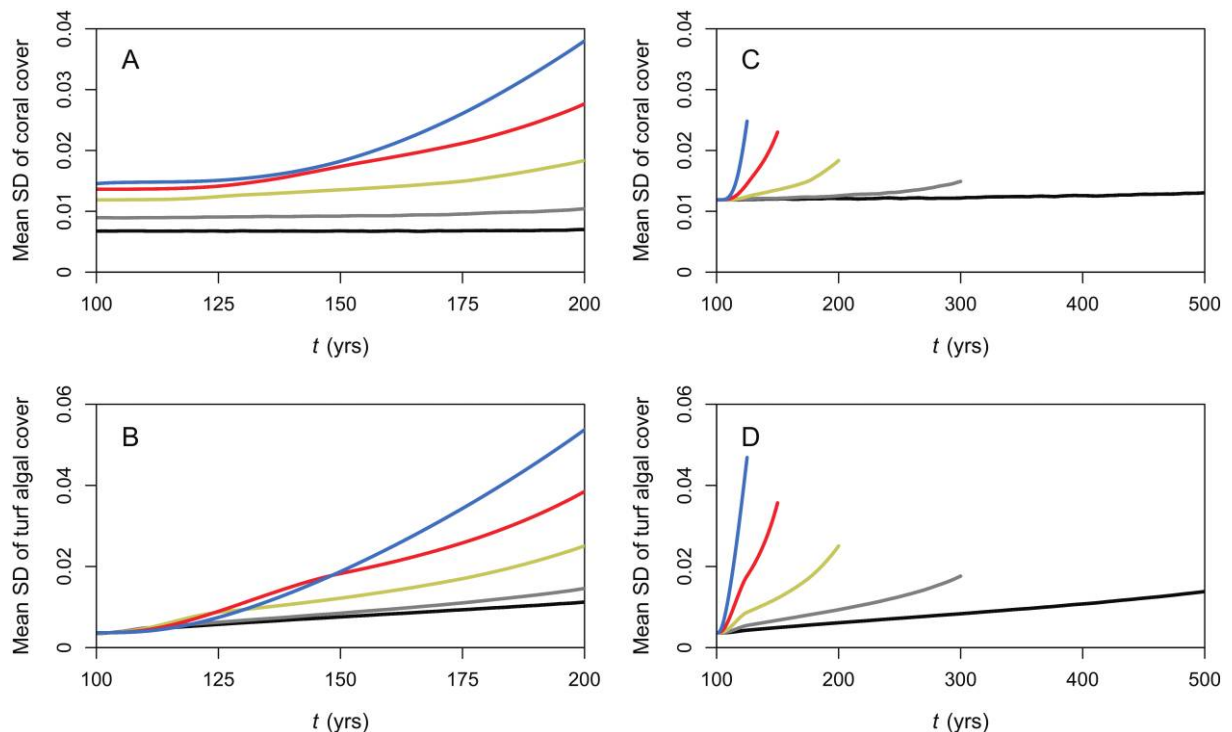 A
Mean SD of coral cover
0 0.01 0.02 0.03 0.04
100 125 150 175 200
t (yrs)
C
Mean SD of coral cover
0 0.01 0.02 0.03 0.04
100 200 300 400 500
t (yrs)
B
Mean SD of turf algal cover
0 0.02 0.04 0.06
100 125 150 175 200
t (yrs)
D
Mean SD of turf algal cover
0 0.02 0.04 0.06
100 200 300 400 500
t (yrs)